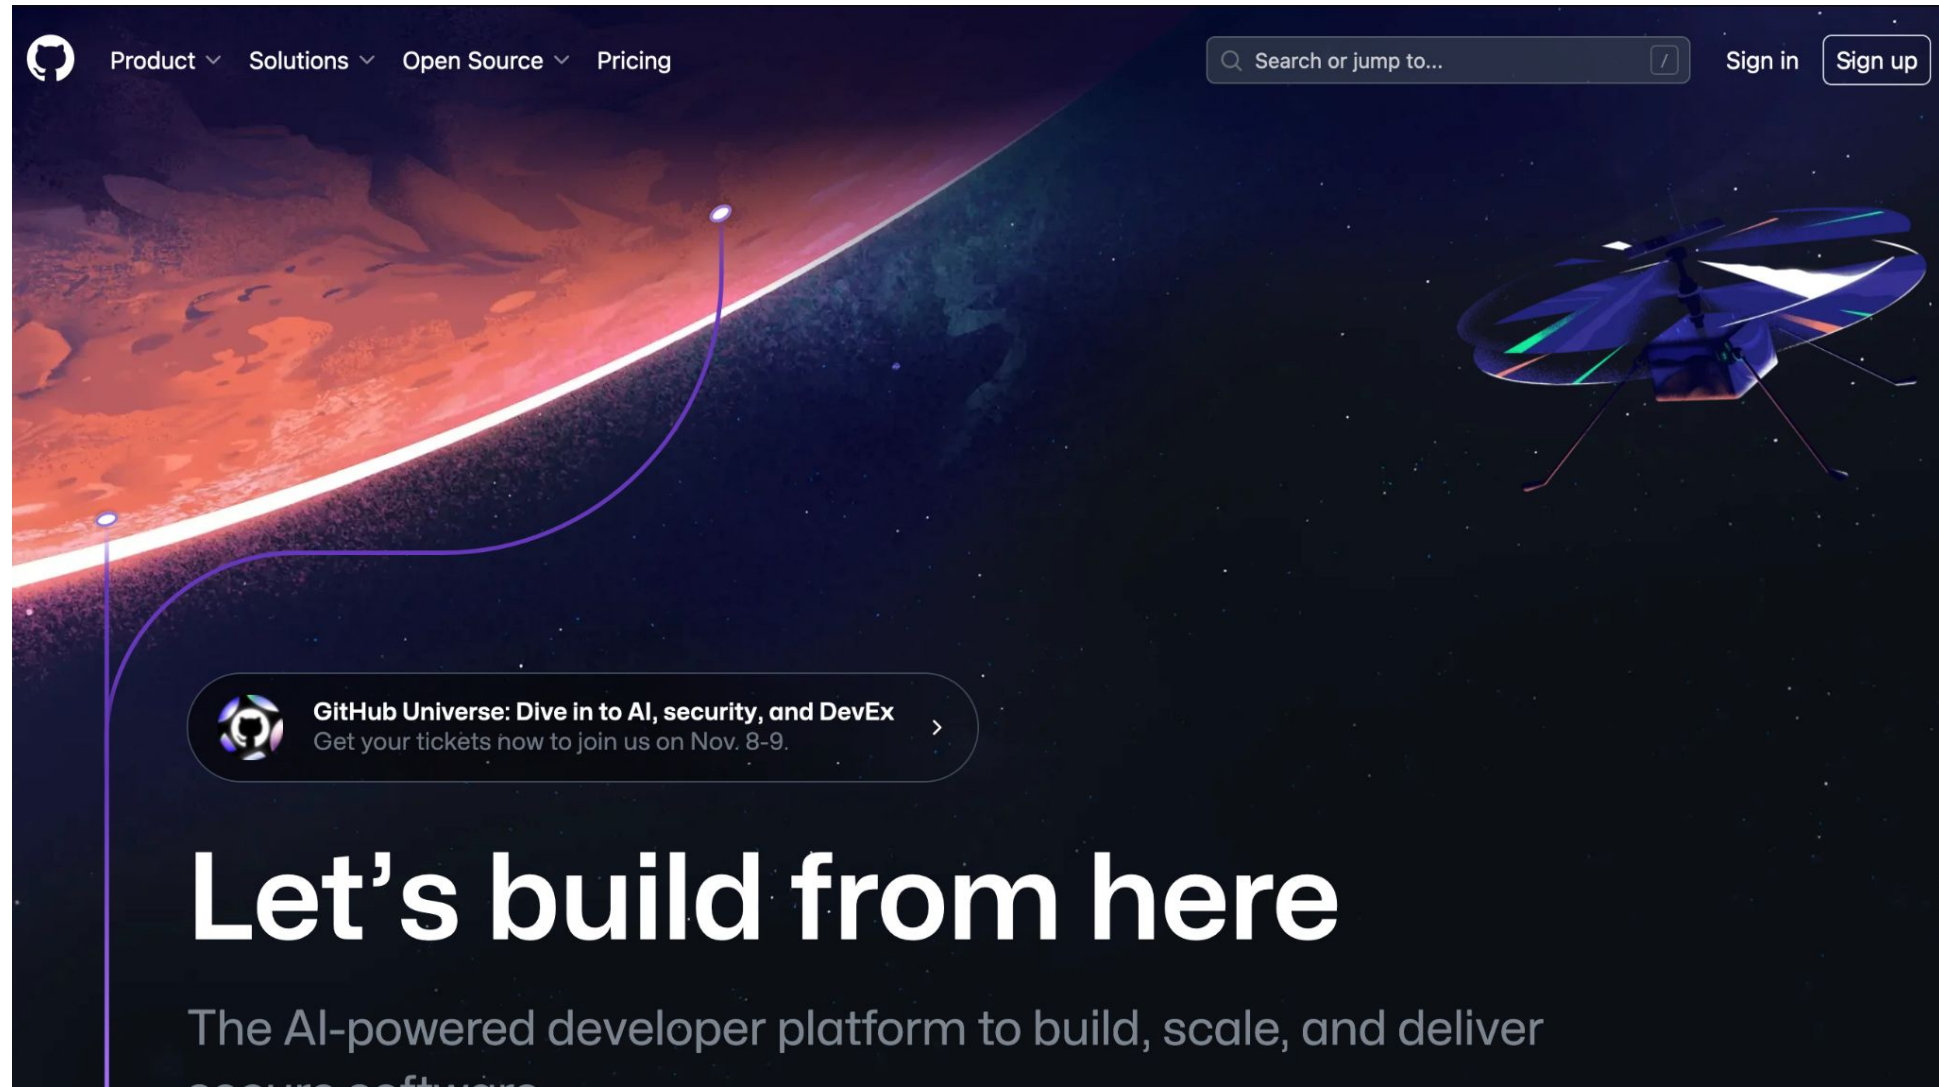 Product
Solutions
Open Source
Pricing
Search or jump to...
/
Sign in
Sign up
GitHub Universe: Dive in to AI, security, and DevEx
Get your tickets now to join us on Nov. 8-9.
Let’s build from here
The AI-powered developer platform to build, scale, and deliver
secure software.